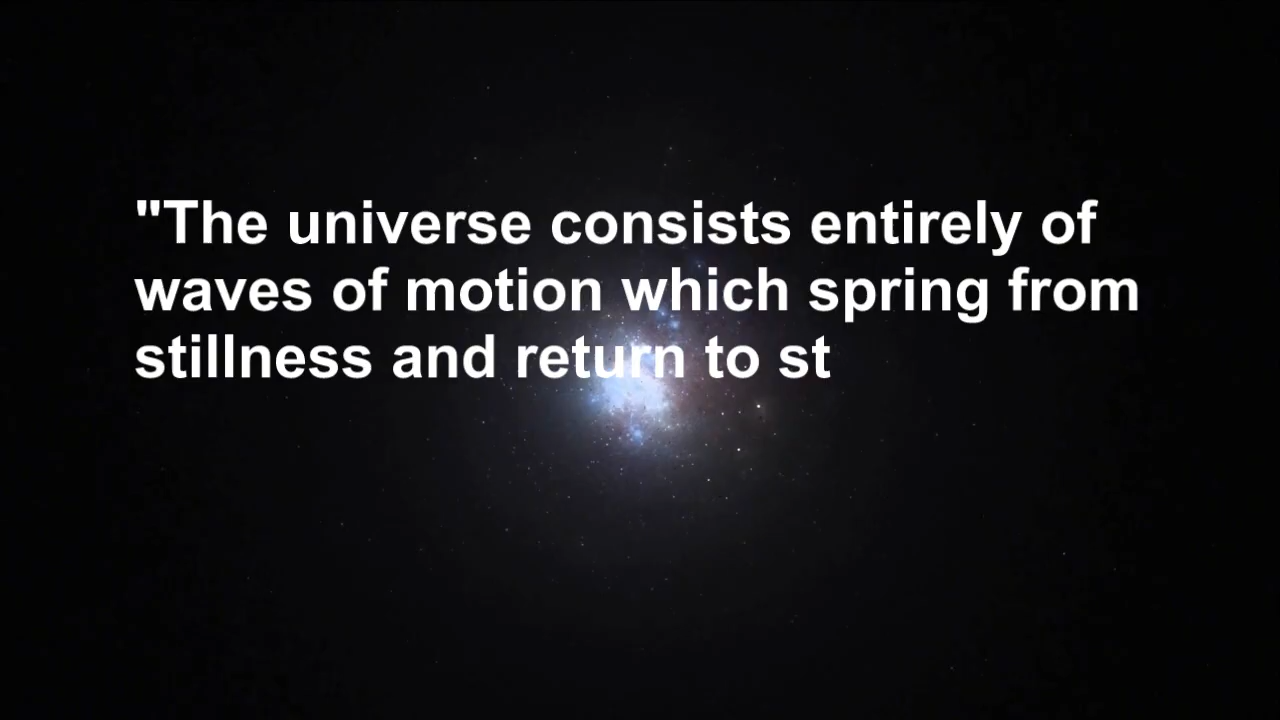 "The universe consists entirely of
waves of motion which spring from
stillness and return to st